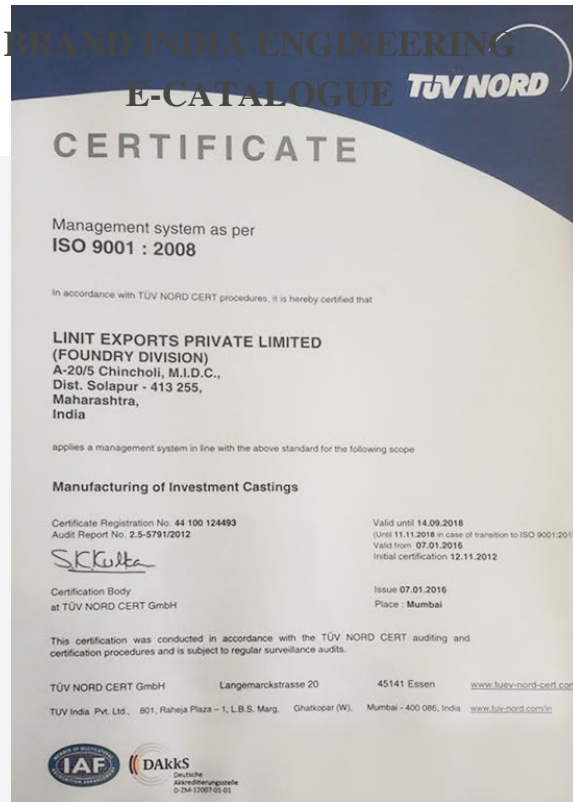 BRAND INDIA ENGINEERING
E-CATALOGUE
TÜV NORD
CERTIFICATE
Management system as per
ISO 9001 : 2008
In accordance with TÜV NORD CERT procedures, it is hereby certified that
LINIT EXPORTS PRIVATE LIMITED
(FOUNDRY DIVISION)
A-20/5 Chincholi, M.I.D.C.,
Dist. Solapur - 413 255,
Maharashtra,
India
applies a management system in line with the above standard for the following scope
Manufacturing of Investment Castings
Certificate Registration No. 44 100 124493
Audit Report No. 2.5-5791/2012
Valid until 14.09.2018
(Until 11.11.2018 in case of transition to ISO 9001:201
Valid from 07.01.2016
Initial certification 12.11.2012
S.K.Kulka
Certification Body
at TÜV NORD CERT GmbH
Issue 07.01.2016
Place : Mumbai
This certification was conducted in accordance with the TÜV NORD CERT auditing and
certification procedures and is subject to regular surveillance audits.
TÜV NORD CERT GmbH Langemarckstrasse 20 45141 Essen www.tuev-nord-cert.com
TUV India Pvt. Ltd., 801, Raheja Plaza – 1, L.B.S. Marg, Ghatkopar (W), Mumbai - 400 086, India www.tuv-nord.com/in
MEMBER OF MULTILATERAL
RECOGNITION ARRANGEMENT
IAF
DAkkS
Deutsche
Akkreditierungsstelle
D-ZM-12007-01-01